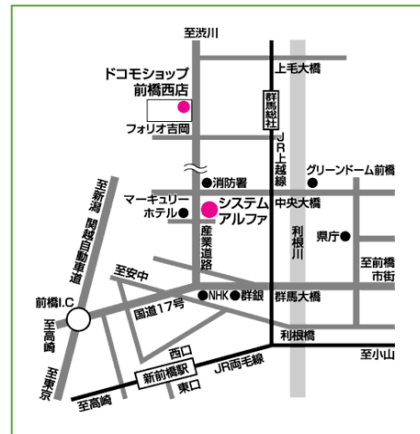 至渋川
ドコモショップ
前橋西店
上毛大橋
群馬総社
フォリオ吉岡
JR上越線
グリーンドーム前橋
消防署
至新潟
関越自動車道
マーキュリー
ホテル
システム
アルファ
中央大橋
産業道路
利根川
県庁
至安中
至前橋
市街
前橋I.C
NHK
群銀
群馬大橋
国道17号
至高崎
利根橋
西口
新前橋駅
JR両毛線
至小山
東口
至東京
至高崎